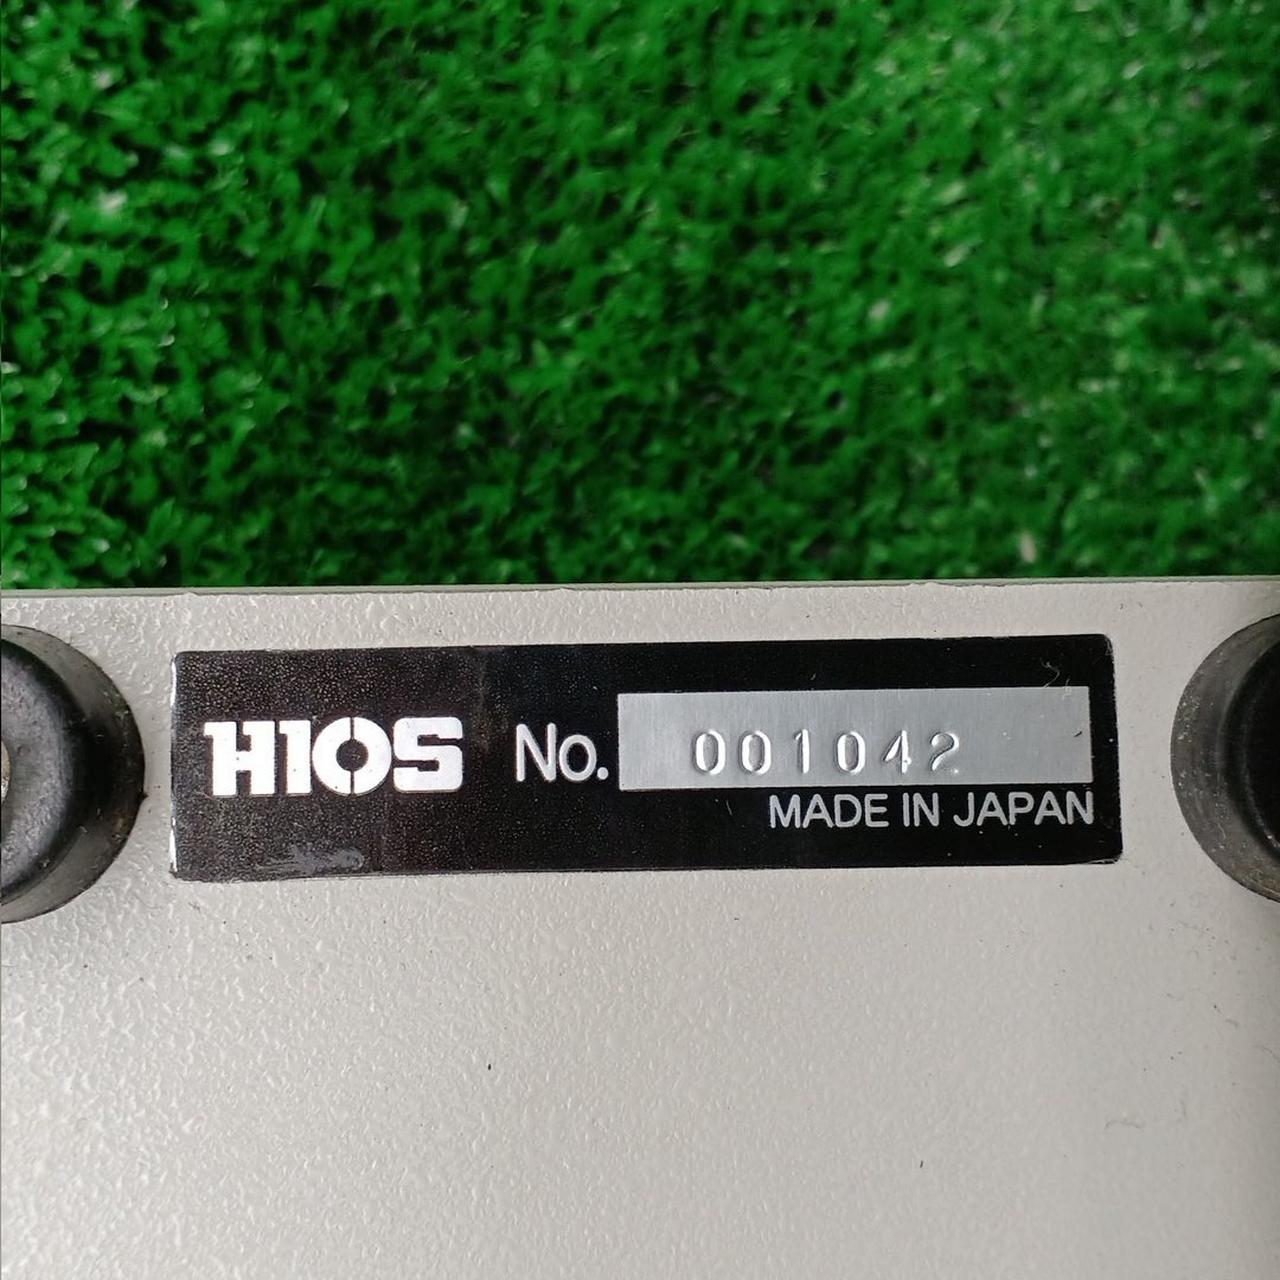 HIOS No. 001042
MADE IN JAPAN